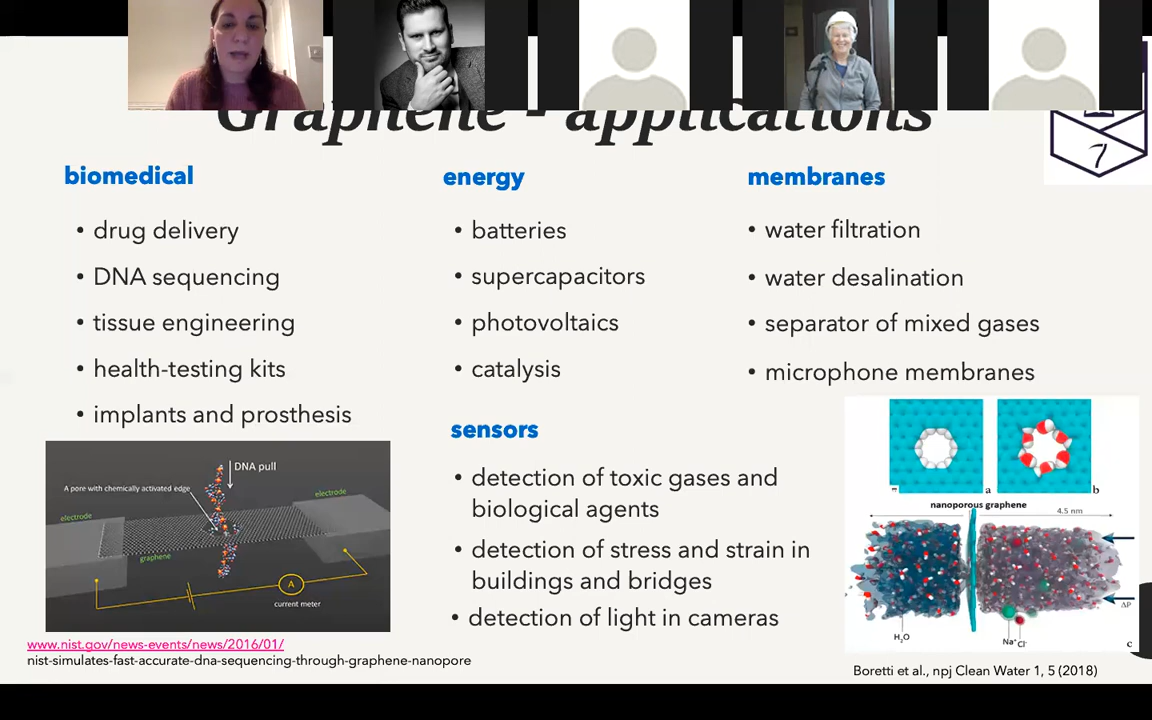 Graphene - applications
7
biomedical
• drug delivery
• DNA sequencing
• tissue engineering
• health-testing kits
• implants and prosthesis
energy
• batteries
• supercapacitors
• photovoltaics
• catalysis
membranes
• water filtration
• water desalination
• separator of mixed gases
• microphone membranes
sensors
• detection of toxic gases and
biological agents
• detection of stress and strain in
buildings and bridges
• detection of light in cameras
DNA pull
A pore with chemically activated edge
electrode
electrode
graphene
A
current meter
www.nist.gov/news-events/news/2016/01/
nist-simulates-fast-accurate-dna-sequencing-through-graphene-nanopore
a
b
nanoporous graphene
4.5 nm
ΔP
H₂O
Na⁺
Cl⁻
c
Boretti et al., npj Clean Water 1, 5 (2018)